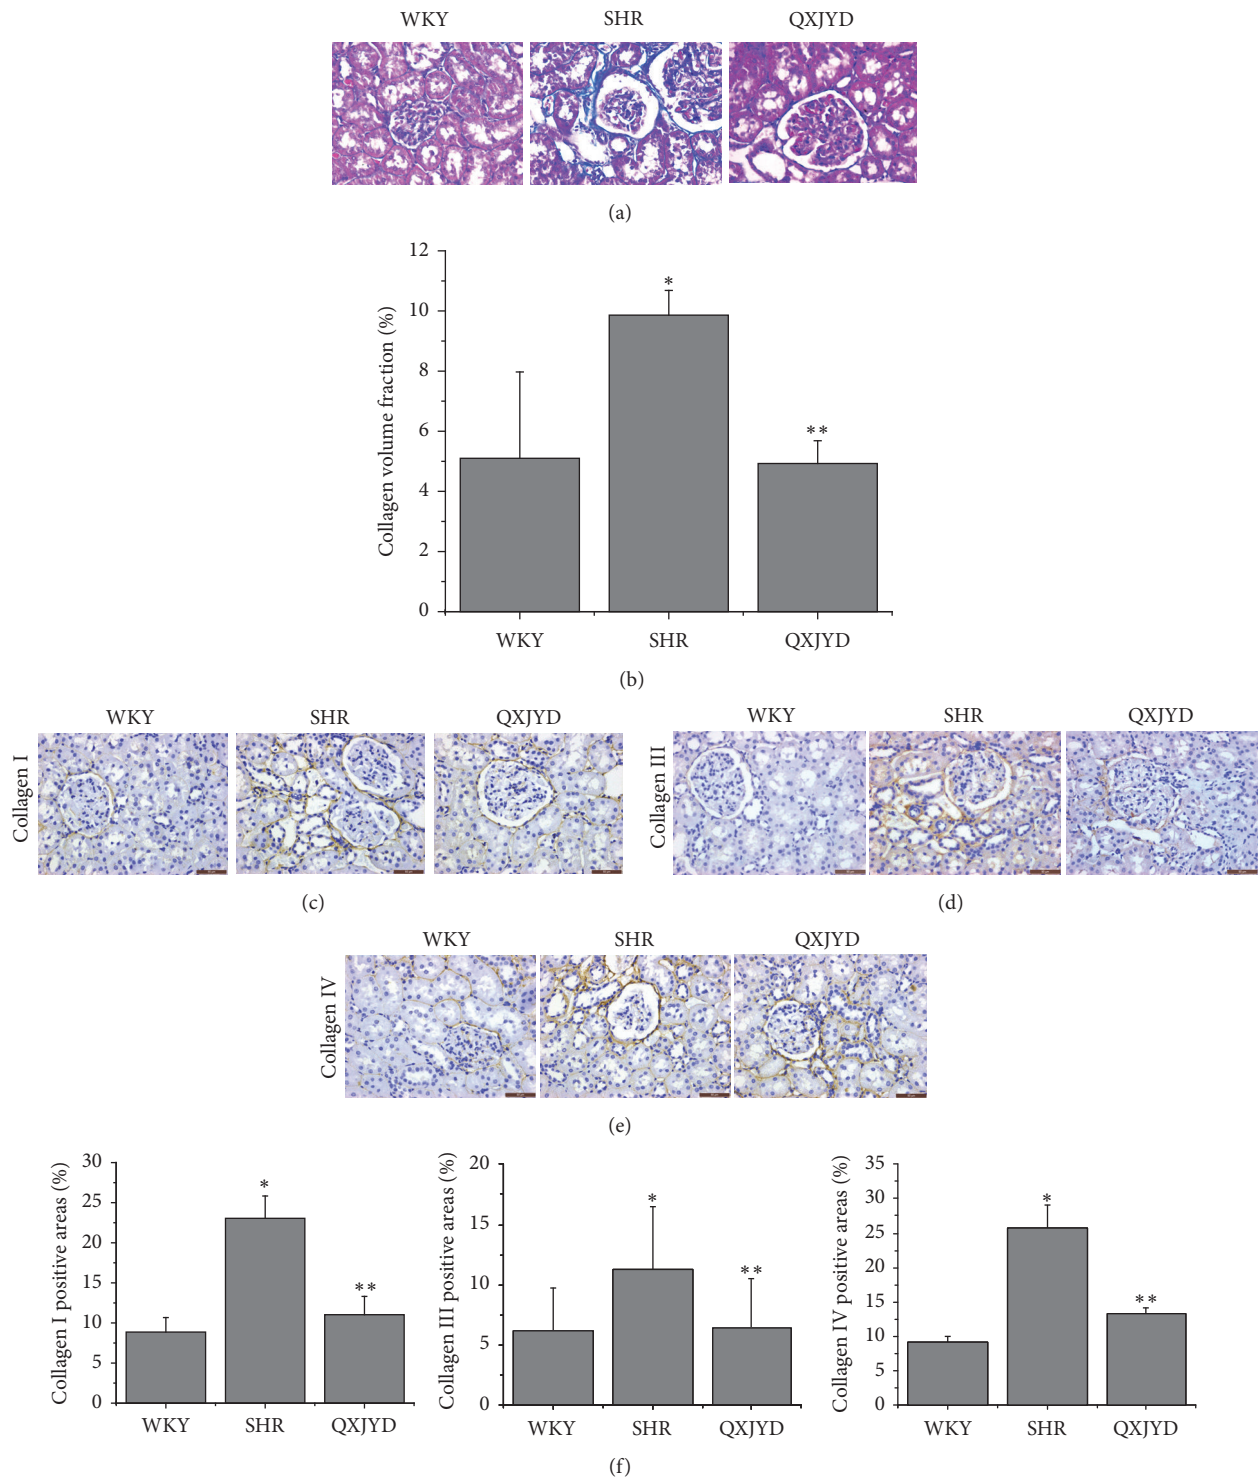 WKY SHR QXJYD
(a)
Collagen volume fraction (%)
12
10
8
6
4
2
0
*
**
WKY SHR QXJYD
(b)
WKY SHR QXJYD
Collagen I
(c)
WKY SHR QXJYD
Collagen III
(d)
WKY SHR QXJYD
Collagen IV
(e)
Collagen I positive areas (%)
30
25
20
15
10
5
0
*
**
WKY SHR QXJYD
Collagen III positive areas (%)
20
15
10
5
0
*
**
WKY SHR QXJYD
Collagen IV positive areas (%)
35
30
25
20
15
10
5
0
*
**
WKY SHR QXJYD
(f)